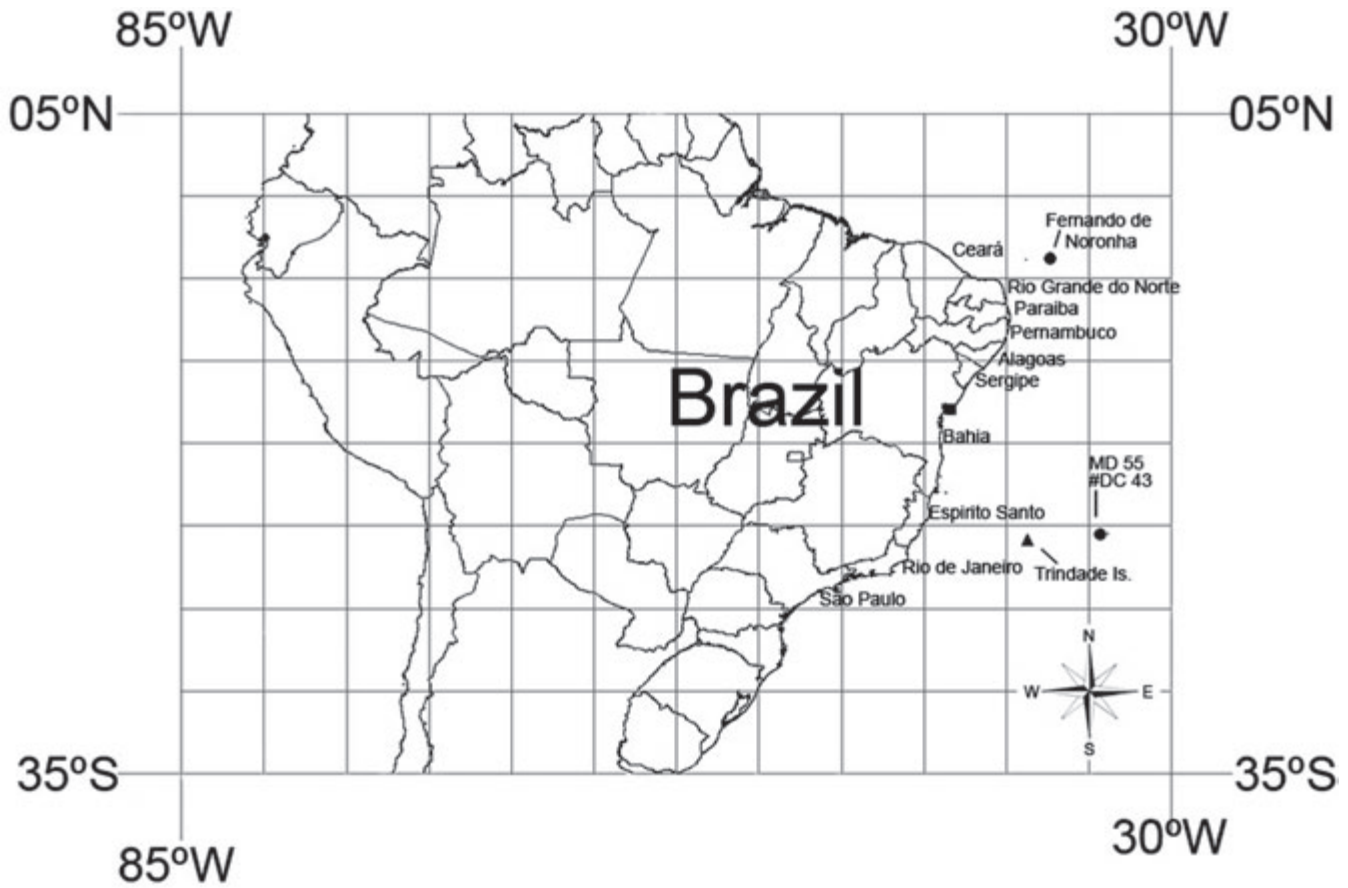 85ºW
30ºW
05ºN
05ºN
Fernando de
Noronha
Ceará
Rio Grande do Norte
Paraiba
Pernambuco
Alagoas
Sergipe
Brazil
Bahia
MD 55
#DC 43
Espirito Santo
Rio de Janeiro
Trindade Is.
São Paulo
N
W
E
S
35ºS
35ºS
85ºW
30ºW